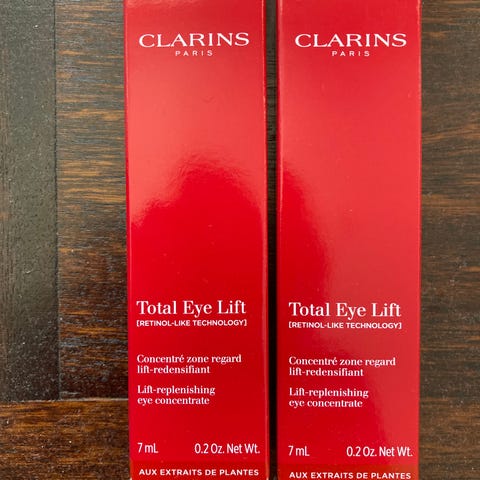 CLARINS
PARIS
Total Eye Lift
[RETINOL-LIKE TECHNOLOGY]
Concentré zone regard
lift-redensifiant
Lift-replenishing
eye concentrate
7 mL 0.2 Oz. Net Wt.
AUX EXTRAITS DE PLANTES
CLARINS
PARIS
Total Eye Lift
[RETINOL-LIKE TECHNOLOGY]
Concentré zone regard
lift-redensifiant
Lift-replenishing
eye concentrate
7 mL 0.2 Oz. Net Wt.
AUX EXTRAITS DE PLANTES